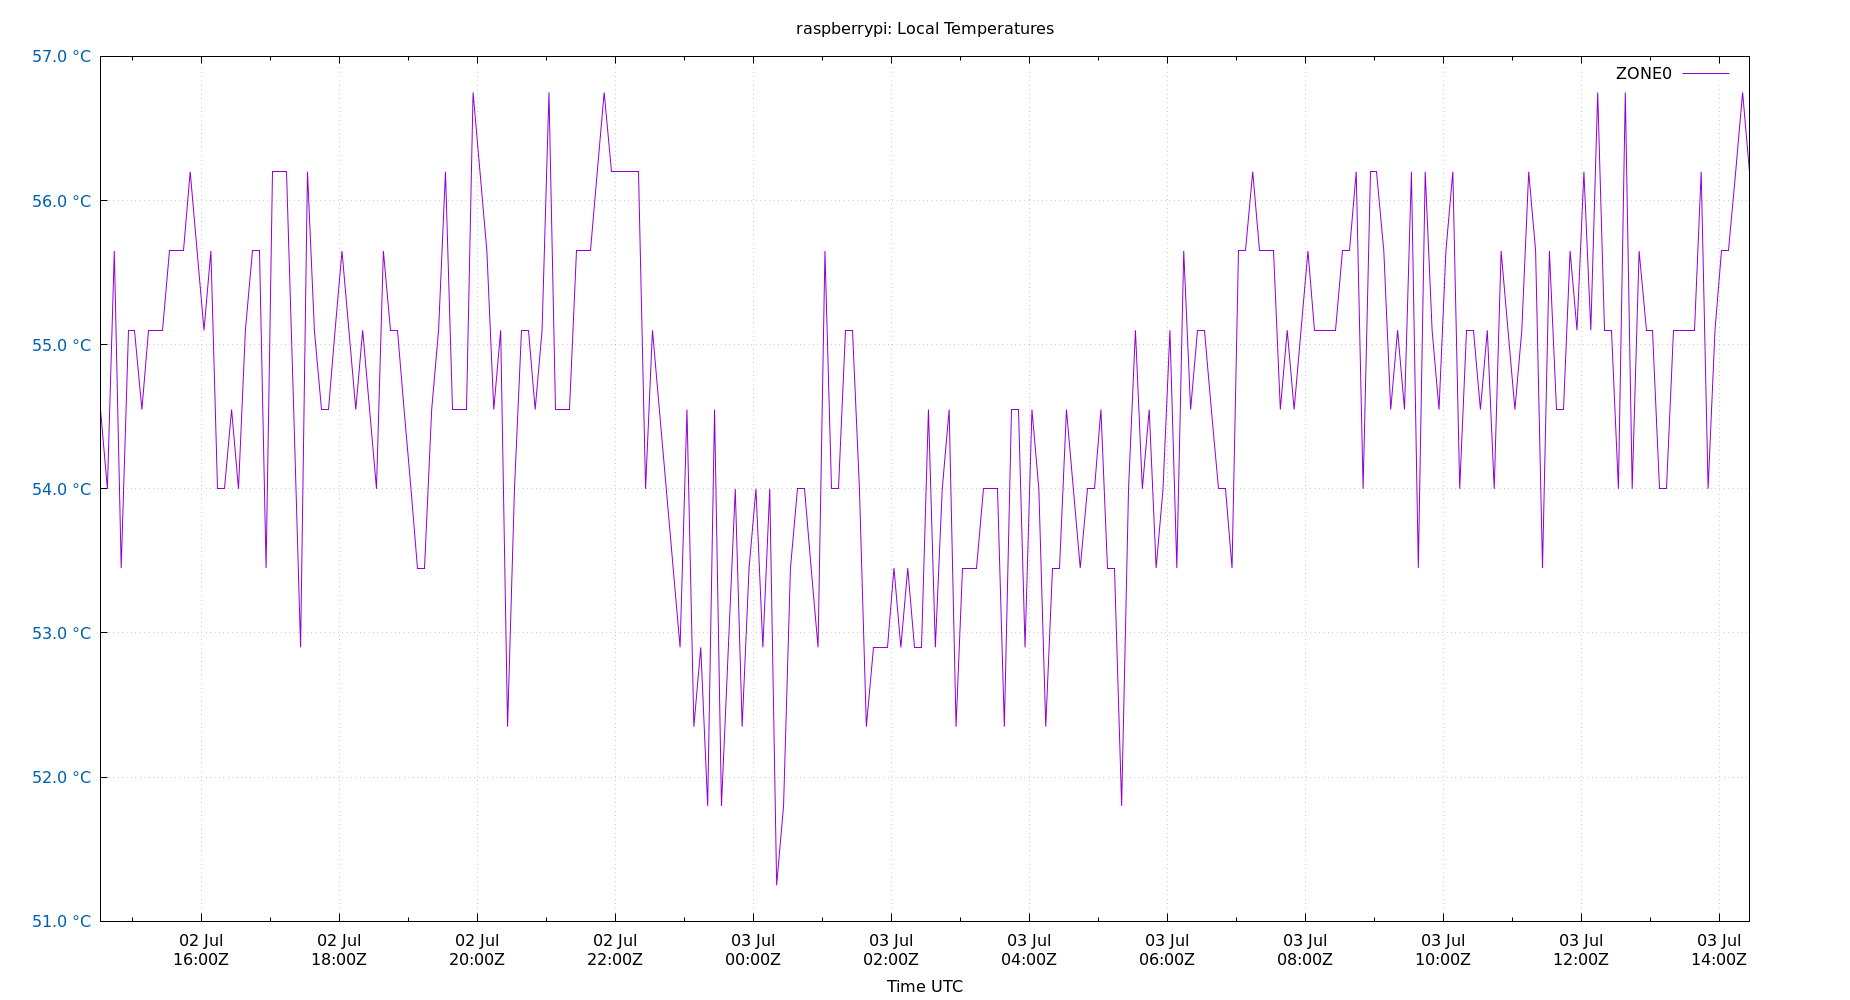 raspberrypi: Local Temperatures
57.0 °C
ZONE0
56.0 °C
55.0 °C
54.0 °C
53.0 °C
52.0 °C
51.0 °C
02 Jul 02 Jul 02 Jul 02 Jul 03 Jul 03 Jul 03 Jul 03 Jul 03 Jul 03 Jul 03 Jul 03 Jul
16:00Z 18:00Z 20:00Z 22:00Z 00:00Z 02:00Z 04:00Z 06:00Z 08:00Z 10:00Z 12:00Z 14:00Z
Time UTC